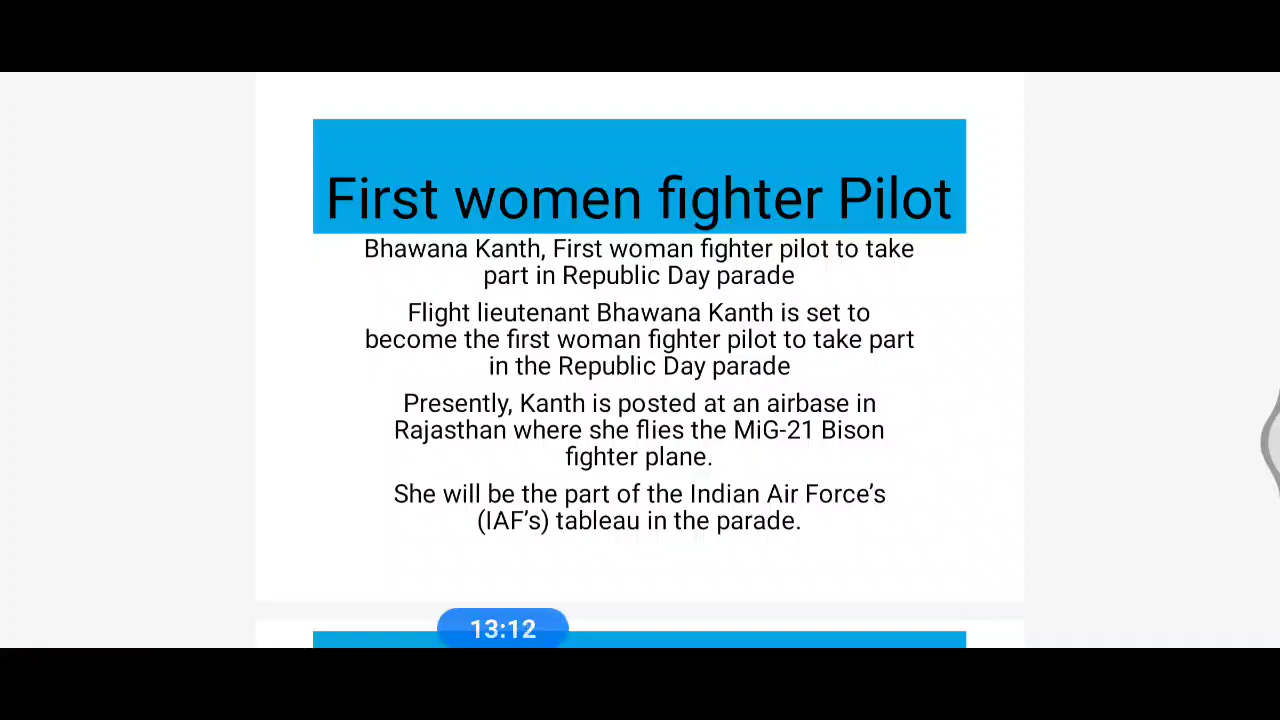 First women fighter Pilot
Bhawana Kanth, First woman fighter pilot to take
part in Republic Day parade
Flight lieutenant Bhawana Kanth is set to
become the first woman fighter pilot to take part
in the Republic Day parade
Presently, Kanth is posted at an airbase in
Rajasthan where she flies the MiG-21 Bison
fighter plane.
She will be the part of the Indian Air Force’s
(IAF’s) tableau in the parade.
13:12